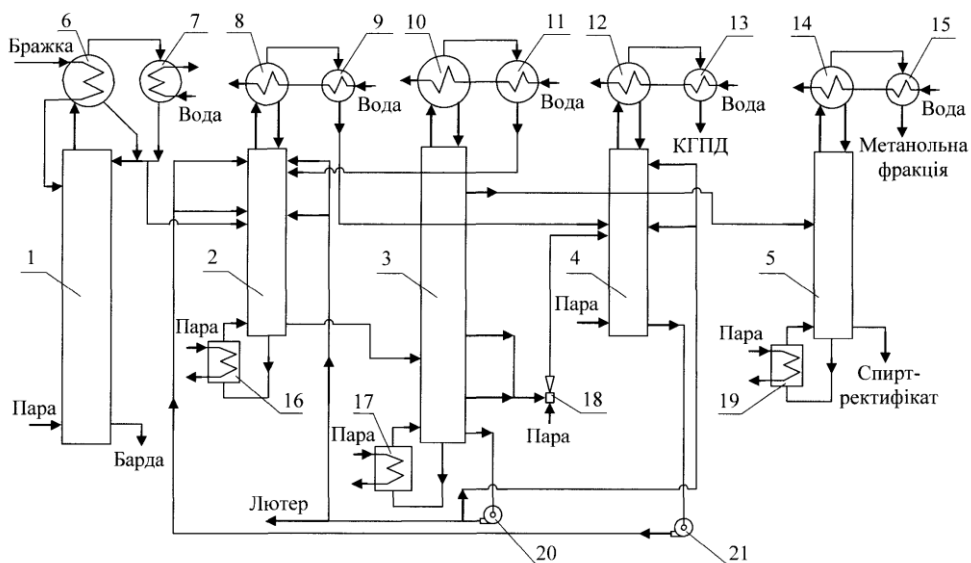 6
7
8
9
10
11
12
13
14
15
Бражка
Вода
Вода
Вода
Вода
Вода
КГПД
Метанольна
фракція
1
2
3
4
5
Пара
Пара
Пара
16
18
19
Спирт-
ректифікат
Пара
17
Пара
Пара
Барда
Лютер
20
21